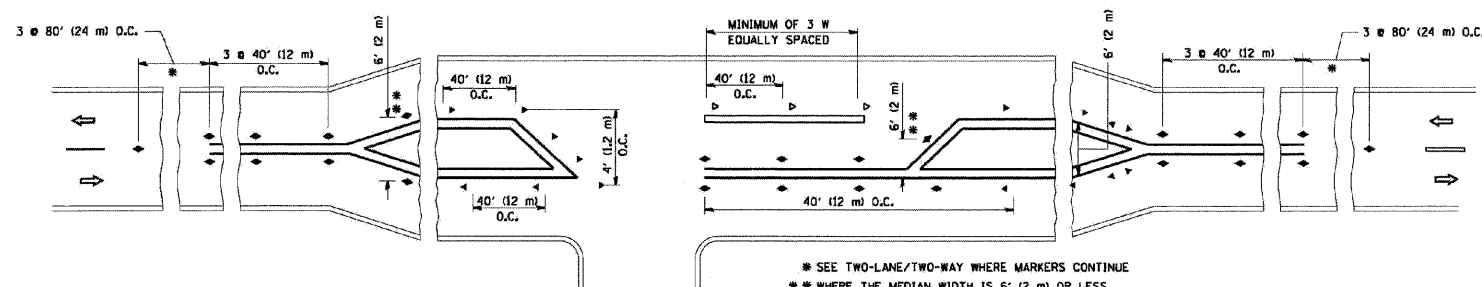 3 @ 80' (24 m) O.C.
3 @ 40' (12 m)
O.C.
*
6' (2 m)
**
40' (12 m)
O.C.
4' (1.2 m)
O.C.
40' (12 m)
O.C.
MINIMUM OF 3 W
EQUALLY SPACED
40' (12 m)
O.C.
6' (2 m)
**
40' (12 m) O.C.
6' (2 m)
3 @ 40' (12 m)
O.C.
3 @ 80' (24 m) O.C.
*
* SEE TWO-LANE/TWO-WAY WHERE MARKERS CONTINUE
** WHERE THE MEDIAN WIDTH IS 6' (2 m) OR LESS